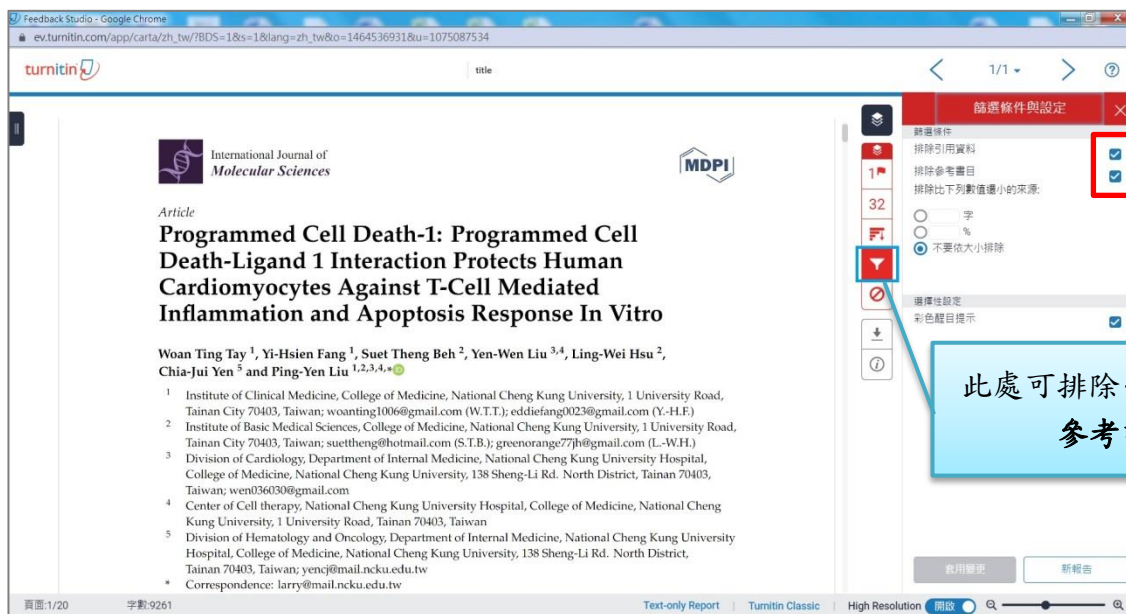 Feedback Studio - Google Chrome
ev.turnitin.com/app/carta/zh_tw/?BDS=1&s=1&lang=zh_tw&o=1464536931&u=1075087534
turnitin
title
1/1
篩選條件與設定
篩選條件
排除引用資料
排除參考書目
排除比下列數值還小的來源:
字
%
不要依大小排除
選擇性設定
彩色醒目提示
1
32
International Journal of
Molecular Sciences
MDPI
Article
Programmed Cell Death-1: Programmed Cell
Death-Ligand 1 Interaction Protects Human
Cardiomyocytes Against T-Cell Mediated
Inflammation and Apoptosis Response In Vitro
Woan Ting Tay 1, Yi-Hsien Fang 1, Suet Theng Beh 2, Yen-Wen Liu 3,4, Ling-Wei Hsu 2,
Chia-Jui Yen 5 and Ping-Yen Liu 1,2,3,4,*
1 Institute of Clinical Medicine, College of Medicine, National Cheng Kung University, 1 University Road,
Tainan City 70403, Taiwan; woanting1006@gmail.com (W.T.T.); eddiefang0023@gmail.com (Y.-H.F.)
2 Institute of Basic Medical Sciences, College of Medicine, National Cheng Kung University, 1 University Road,
Tainan City 70403, Taiwan; suettheng@hotmail.com (S.T.B.); greenorange77jh@gmail.com (L.-W.H.)
3 Division of Cardiology, Department of Internal Medicine, National Cheng Kung University Hospital,
College of Medicine, National Cheng Kung University, 138 Sheng-Li Rd. North District, Tainan 70403,
Taiwan; wen036030@gmail.com
4 Center of Cell therapy, National Cheng Kung University Hospital, College of Medicine, National Cheng
Kung University, 1 University Road, Tainan 70403, Taiwan
5 Division of Hematology and Oncology, Department of Internal Medicine, National Cheng Kung University
Hospital, College of Medicine, National Cheng Kung University, 138 Sheng-Li Rd. North District,
Tainan 70403, Taiwan; yencj@mail.ncku.edu.tw
* Correspondence: larry@mail.ncku.edu.tw
此處可排除
參考
套用變更
新報告
頁面:1/20
字數:9261
Text-only Report
Turnitin Classic
High Resolution
開啟